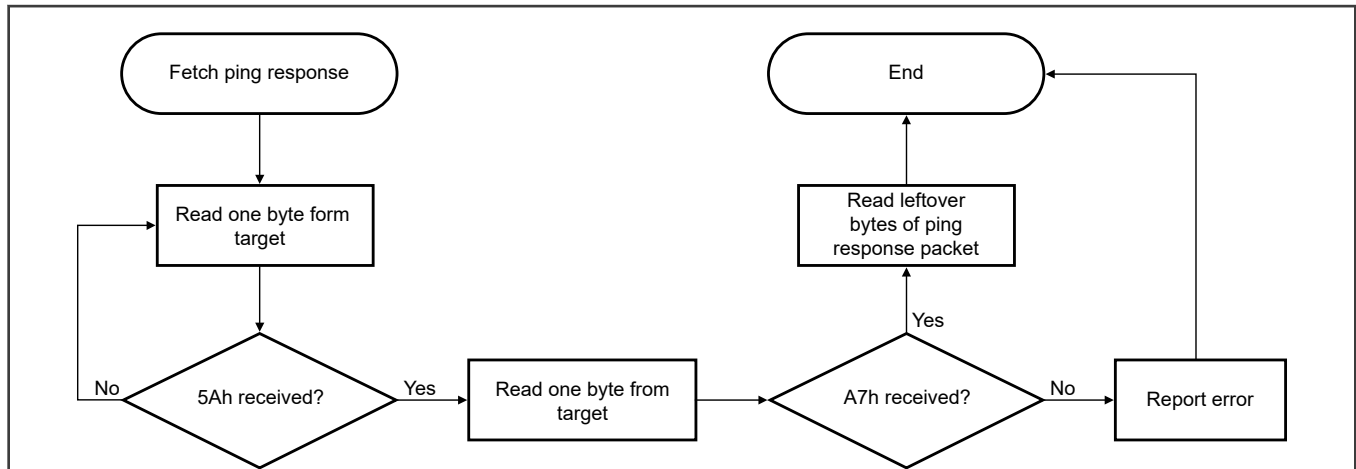 Fetch ping response
Read one byte form
target
No
5Ah received?
Yes
Read one byte from
target
A7h received?
Yes
Read leftover
bytes of ping
response packet
End
No
Report error